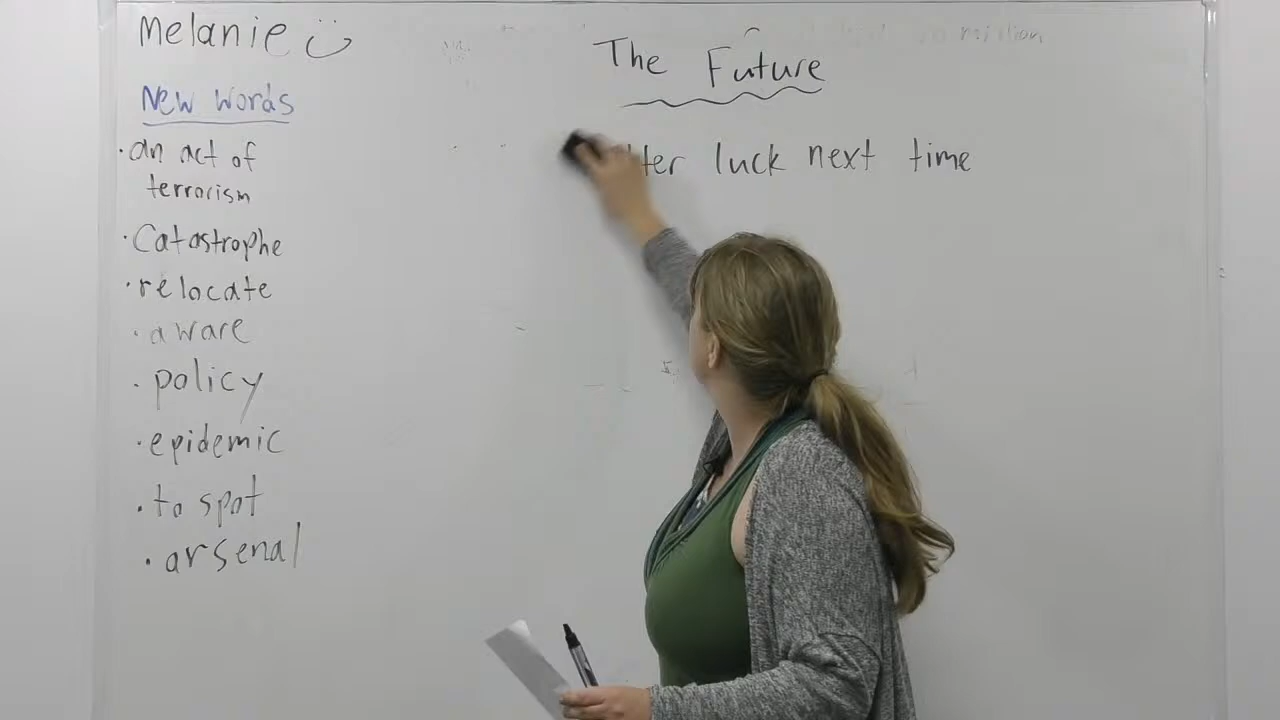 Melanie
New words
· an act of
terrorism
· Catastrophe
· relocate
· aware
· policy
· epidemic
· to spot
· arsenal
The Future
luck next time